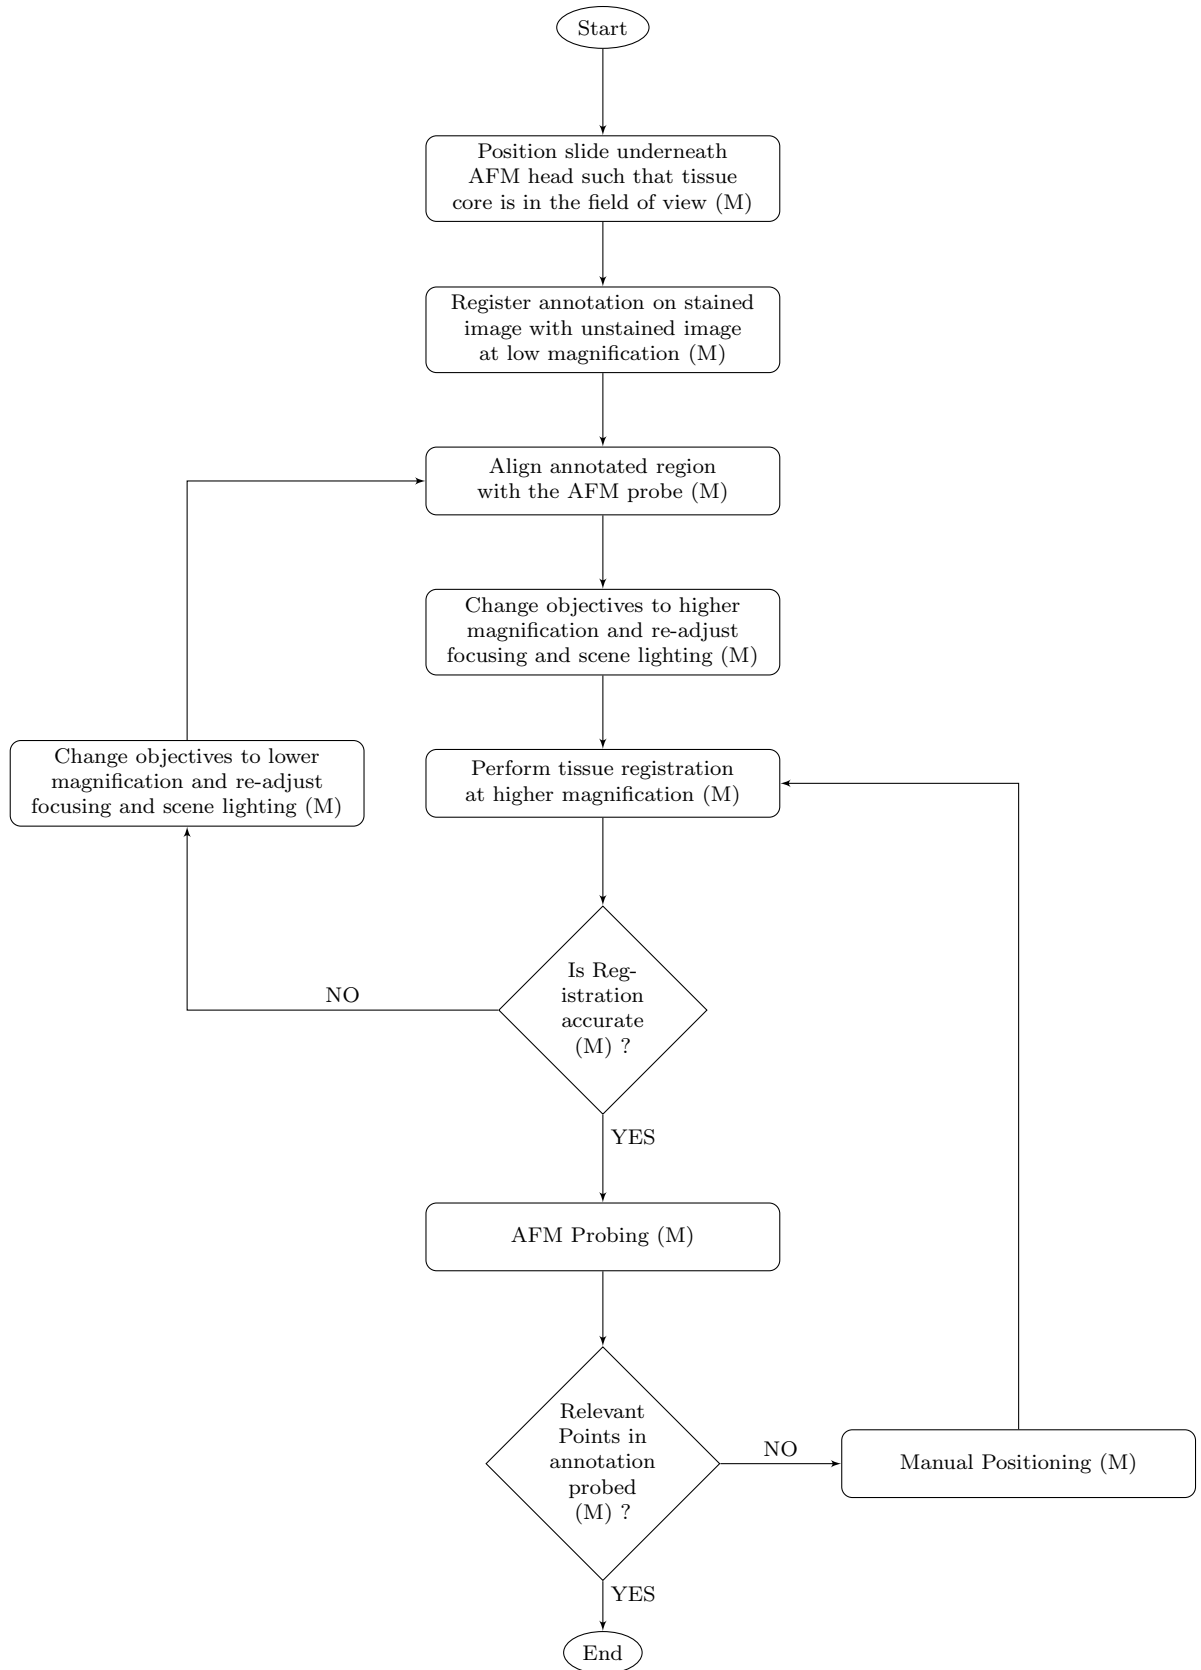 Start
Position slide underneath
AFM head such that tissue
core is in the field of view (M)
Register annotation on stained
image with unstained image
at low magnification (M)
Align annotated region
with the AFM probe (M)
Change objectives to higher
magnification and re-adjust
focusing and scene lighting (M)
Change objectives to lower
magnification and re-adjust
focusing and scene lighting (M)
Perform tissue registration
at higher magnification (M)
Is Reg-
istration
accurate
(M) ?
NO
YES
AFM Probing (M)
Relevant
Points in
annotation
probed
(M) ?
NO
Manual Positioning (M)
YES
End